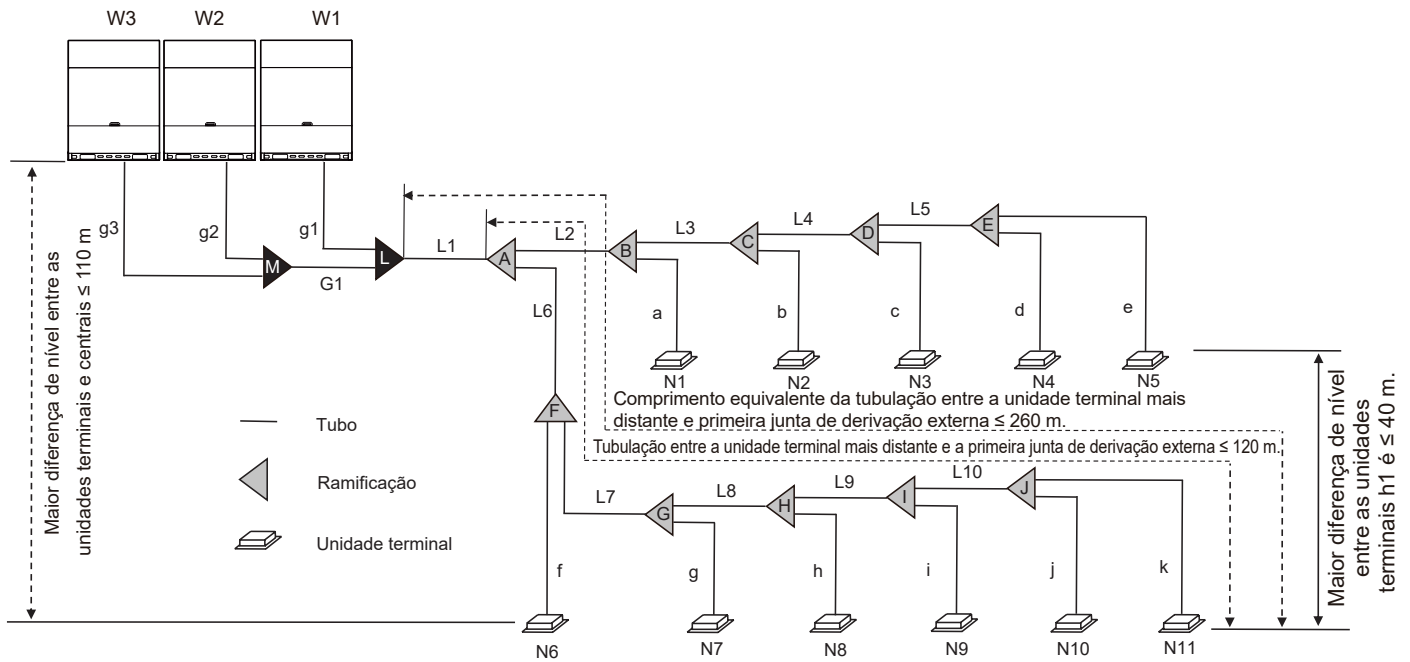 W3 W2 W1
Maior diferença de nível entre as
unidades terminais e centrais ≤ 110 m
g3 g2 g1
M G1 L L1 A L2 B L3 C L4 D L5 E
L6 a b c d e
N1 N2 N3 N4 N5
Comprimento equivalente da tubulação entre a unidade terminal mais
distante e primeira junta de derivação externa ≤ 260 m.
Tubulação entre a unidade terminal mais distante e a primeira junta de derivação externa ≤ 120 m.
Maior diferença de nível
entre as unidades
terminais h1 é ≤ 40 m.
Tubo
Ramificação
Unidade terminal
F L7 G L8 H L9 I L10 J
f g h i j k
N6 N7 N8 N9 N10 N11